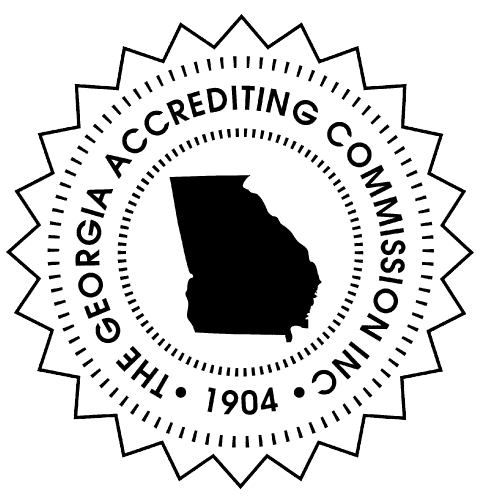 THE GEORGIA ACCREDITING COMMISSION INC
• 1904 •